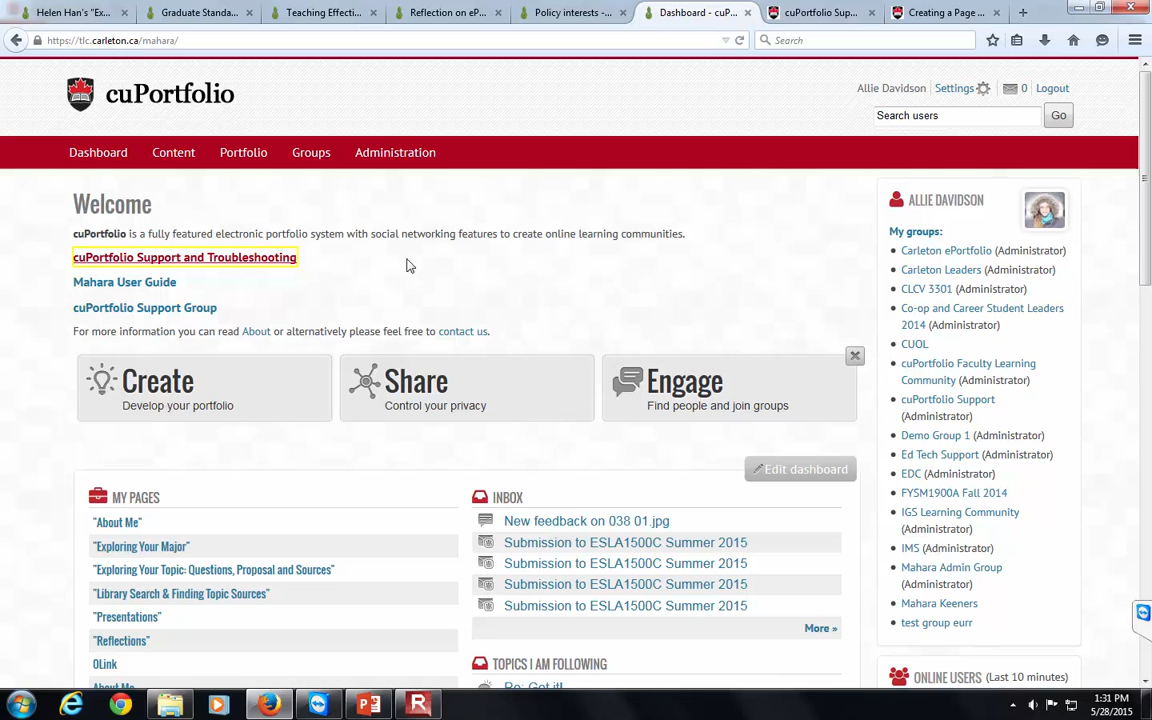 Helen Han's "Ex...
Graduate Standa...
Teaching Effecti...
Reflection on eP...
Policy interests -...
Dashboard - cuP...
cuPortfolio Sup...
Creating a Page ...
https://tlc.carleton.ca/mahara/
Search
cuPortfolio
Allie Davidson Settings 0 Logout
Search users Go
Dashboard Content Portfolio Groups Administration
Welcome
cuPortfolio is a fully featured electronic portfolio system with social networking features to create online learning communities.
cuPortfolio Support and Troubleshooting
Mahara User Guide
cuPortfolio Support Group
For more information you can read About or alternatively please feel free to contact us.
Create
Develop your portfolio
Share
Control your privacy
Engage
Find people and join groups
Edit dashboard
MY PAGES
"About Me"
"Exploring Your Major"
"Exploring Your Topic: Questions, Proposal and Sources"
"Library Search & Finding Topic Sources"
"Presentations"
"Reflections"
0Link
About Me
INBOX
New feedback on 038 01.jpg
Submission to ESLA1500C Summer 2015
Submission to ESLA1500C Summer 2015
Submission to ESLA1500C Summer 2015
Submission to ESLA1500C Summer 2015
More »
TOPICS I AM FOLLOWING
Re: Got it!
ALLIE DAVIDSON
My groups:
Carleton ePortfolio (Administrator)
Carleton Leaders (Administrator)
CLCV 3301 (Administrator)
Co-op and Career Student Leaders
2014 (Administrator)
CUOL
cuPortfolio Faculty Learning
Community (Administrator)
cuPortfolio Support
(Administrator)
Demo Group 1 (Administrator)
Ed Tech Support (Administrator)
EDC (Administrator)
FYSM1900A Fall 2014
IGS Learning Community
(Administrator)
IMS (Administrator)
Mahara Admin Group
(Administrator)
Mahara Keeners
test group eurr
ONLINE USERS (Last 10 minutes)
1:31 PM
5/28/2015